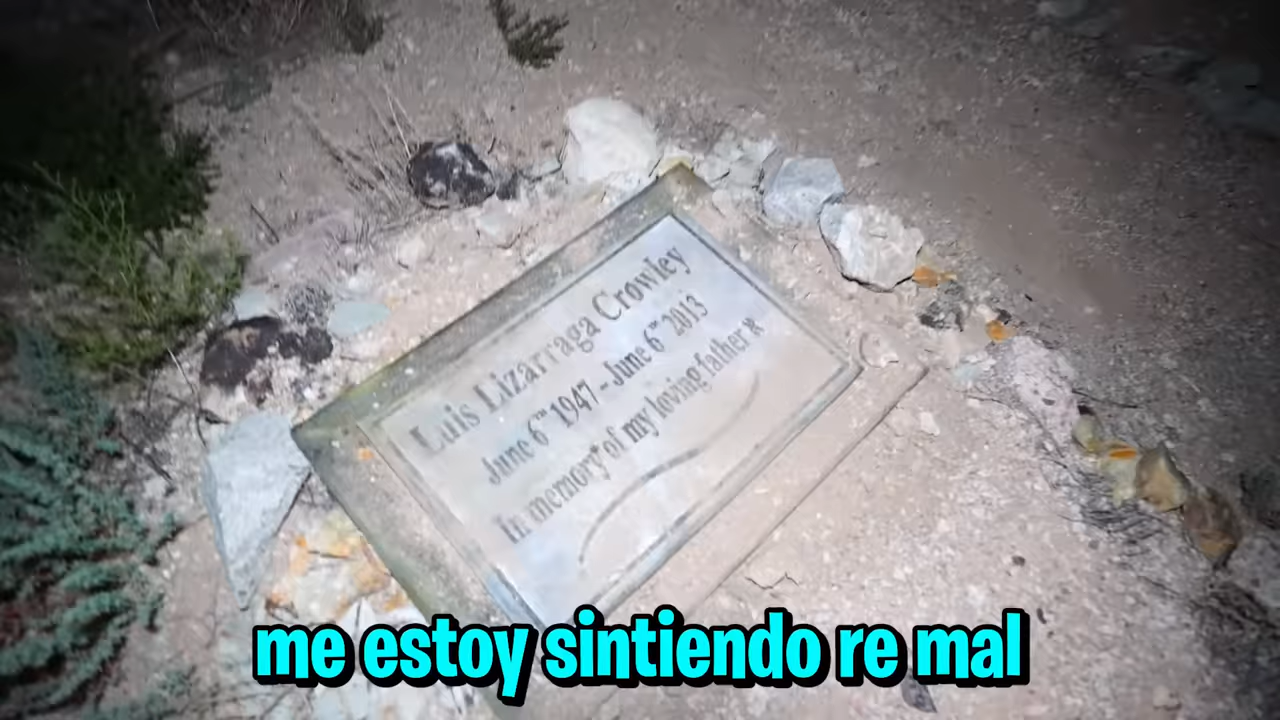 Luis Lizarraga Crowley
June 6th 1947 - June 6th 2013
In memory of my loving father
me estoy sintiendo re mal